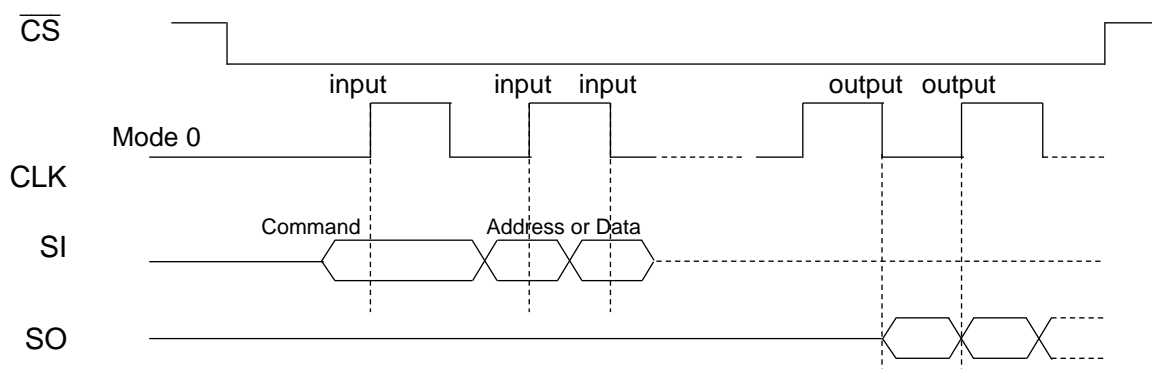 CS
input input input output output
Mode 0
CLK
Command Address or Data
SI
SO